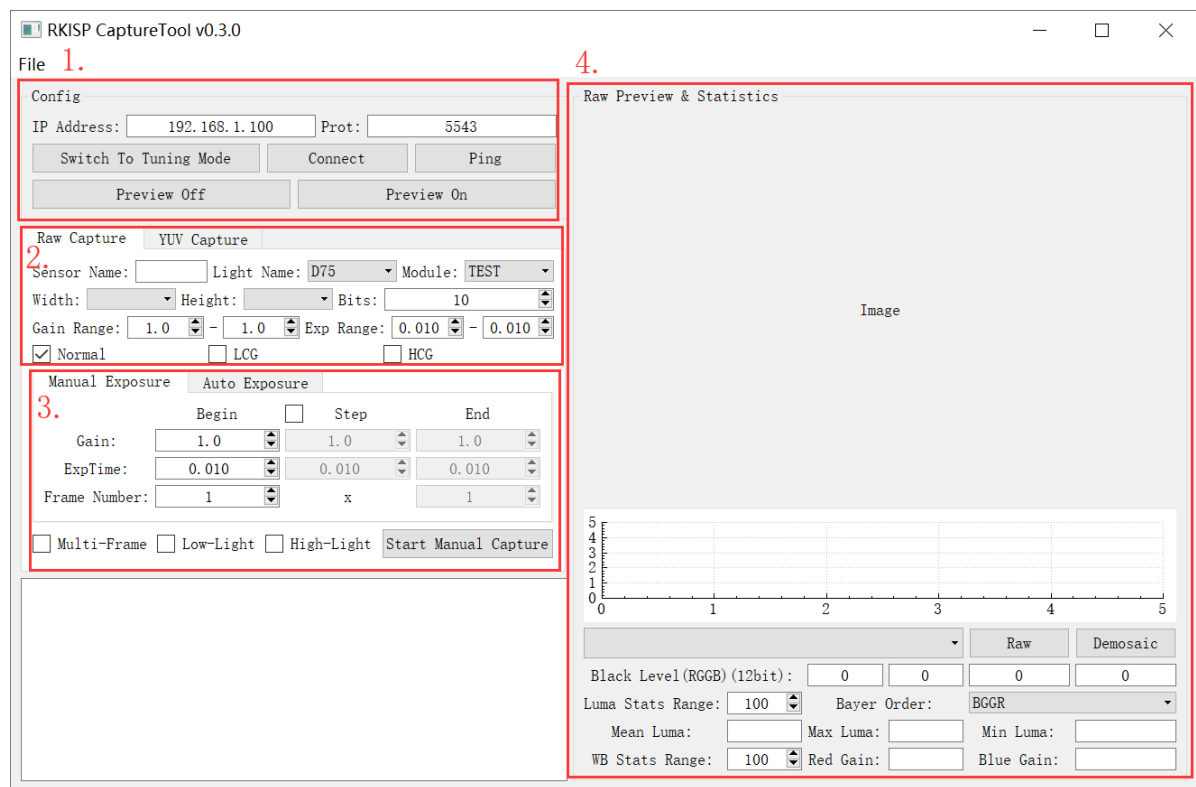 RKISP CaptureTool v0.3.0
File 1.
4.
Config
IP Address: 192.168.1.100 Prot: 5543
Switch To Tuning Mode Connect Ping
Preview Off Preview On
Raw Capture YUV Capture
2.
Sensor Name: Light Name: D75 Module: TEST
Width: Height: Bits: 10
Gain Range: 1.0 - 1.0 Exp Range: 0.010 - 0.010
Normal LCG HCG
Manual Exposure Auto Exposure
3.
Begin Step End
Gain: 1.0 1.0 1.0
ExpTime: 0.010 0.010 0.010
Frame Number: 1 x 1
Multi-Frame Low-Light High-Light Start Manual Capture
Raw Preview & Statistics
Image
5
4
3
2
1
0
0 1 2 3 4 5
Raw Demosaic
Black Level(RGGB)(12bit): 0 0 0 0
Luma Stats Range: 100 Bayer Order: BGGR
Mean Luma: Max Luma: Min Luma:
WB Stats Range: 100 Red Gain: Blue Gain: